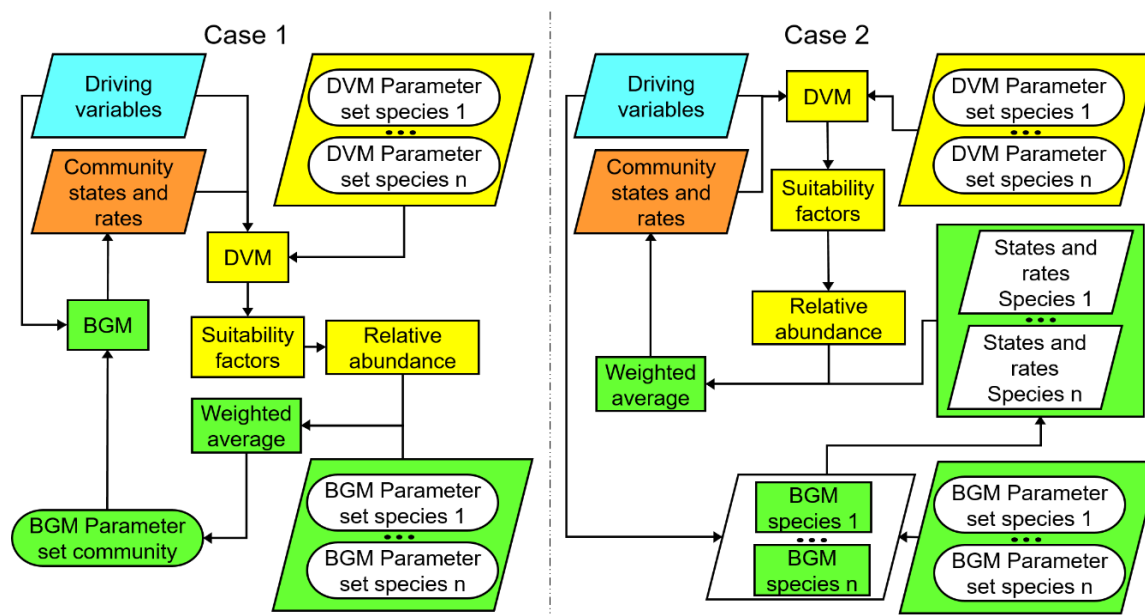 Case 1
Driving
variables
DVM Parameter
set species 1
...
DVM Parameter
set species n
Community
states and
rates
DVM
BGM
Suitability
factors
Relative
abundance
Weighted
average
BGM Parameter
set community
BGM Parameter
set species 1
...
BGM Parameter
set species n
Case 2
Driving
variables
DVM
DVM Parameter
set species 1
...
DVM Parameter
set species n
Community
states and
rates
Suitability
factors
Relative
abundance
States and
rates
Species 1
...
States and
rates
Species n
Weighted
average
BGM
species 1
...
BGM
species n
BGM Parameter
set species 1
...
BGM Parameter
set species n